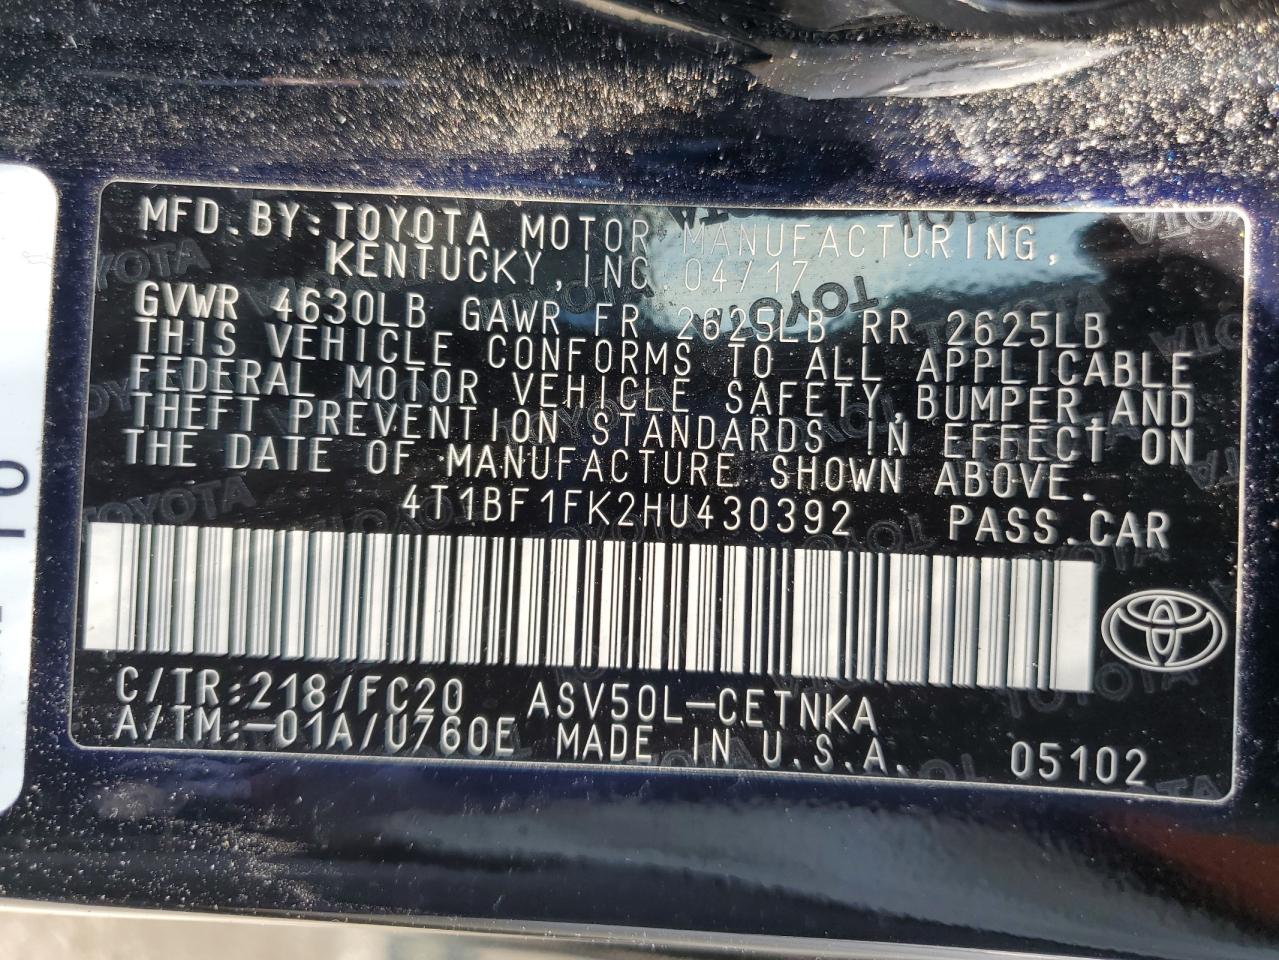 MFD. BY: TOYOTA MOTOR MANUFACTURING,
KENTUCKY, INC. 04/17
GVWR 4630LB GAWR FR 2625LB RR 2625LB
THIS VEHICLE CONFORMS TO ALL APPLICABLE
FEDERAL MOTOR VEHICLE SAFETY, BUMPER, AND
THEFT PREVENTION STANDARDS IN EFFECT ON
THE DATE OF MANUFACTURE SHOWN ABOVE.
4T1BF1FK2HU430392 PASS. CAR
C/TR:218/FC20 ASV50L-CETNKA
A/TM:-01A/U760E MADE IN U.S.A. 05102